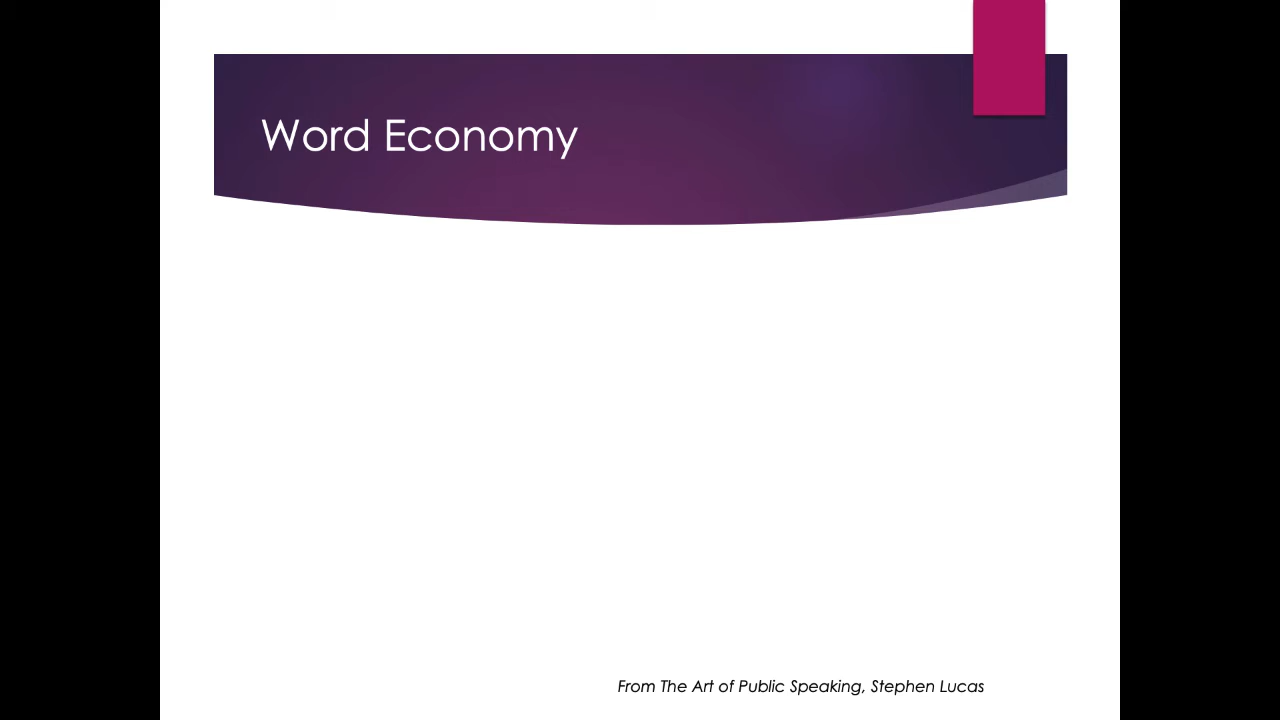 Word Economy
From The Art of Public Speaking, Stephen Lucas